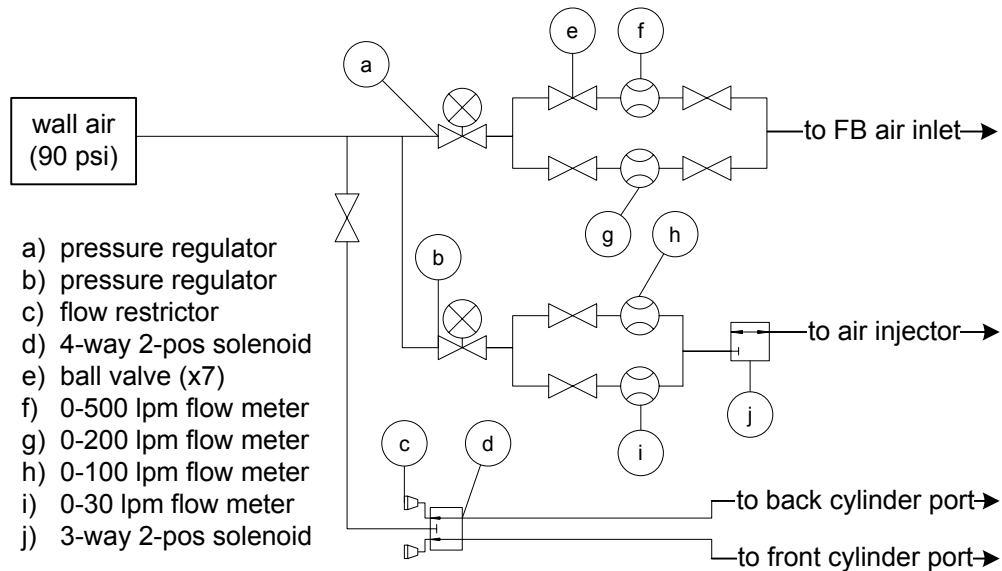 e
f
a
wall air
(90 psi)
to FB air inlet
g
h
b
a) pressure regulator
b) pressure regulator
c) flow restrictor
d) 4-way 2-pos solenoid
e) ball valve (x7)
f) 0-500 lpm flow meter
g) 0-200 lpm flow meter
h) 0-100 lpm flow meter
i) 0-30 lpm flow meter
j) 3-way 2-pos solenoid
to air injector
j
i
c
d
to back cylinder port
to front cylinder port